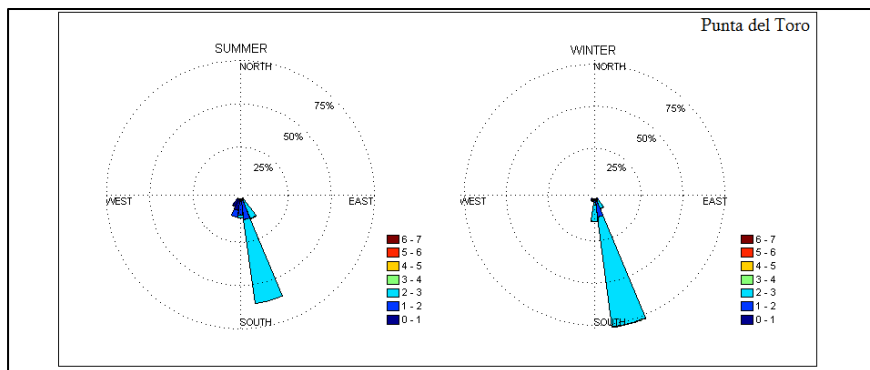 Punta del Toro
SUMMER
NORTH
75%
50%
25%
WEST
EAST
SOUTH
6 - 7
5 - 6
4 - 5
3 - 4
2 - 3
1 - 2
0 - 1
WINTER
NORTH
75%
50%
25%
WEST
EAST
SOUTH
6 - 7
5 - 6
4 - 5
3 - 4
2 - 3
1 - 2
0 - 1